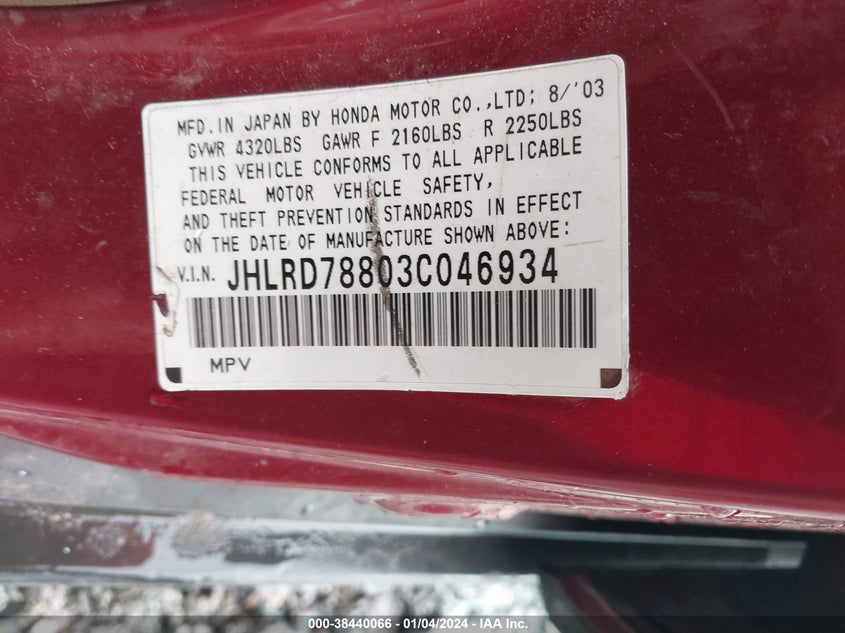 MFD. IN JAPAN BY HONDA MOTOR CO.,LTD; 8/'03
GVWR 4320LBS GAWR F 2160LBS R 2250LBS
THIS VEHICLE CONFORMS TO ALL APPLICABLE
FEDERAL MOTOR VEHICLE SAFETY,
AND THEFT PREVENTION STANDARDS IN EFFECT
ON THE DATE OF MANUFACTURE SHOWN ABOVE:
V.I.N. JHLRD78803C046934
MPV
000-38440066 - 01/04/2024 - IAA Inc.